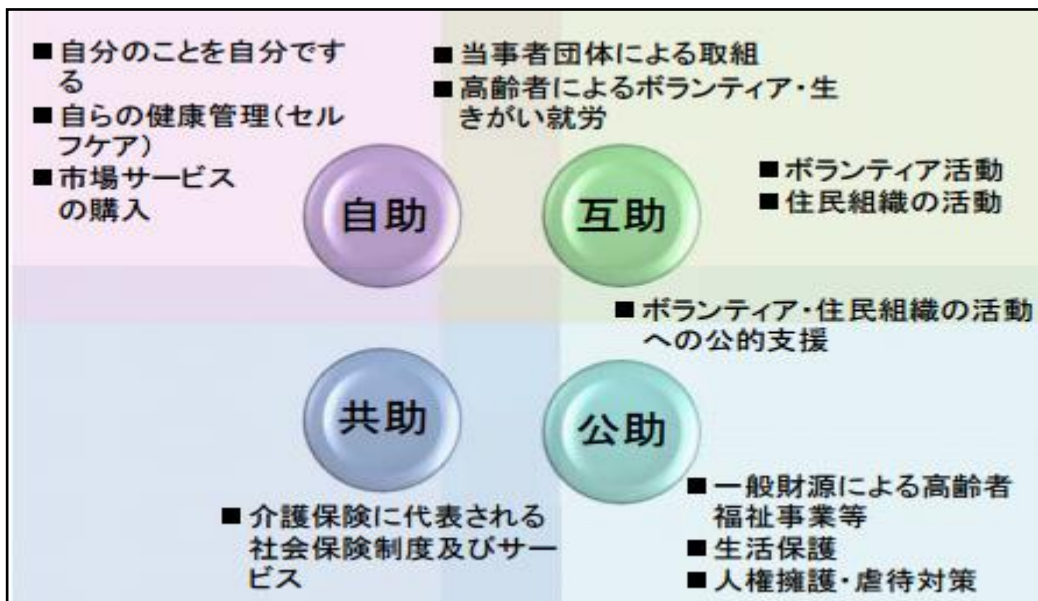 ■ 自分のことを自分です
る
■ 自らの健康管理(セル
フケア)
■ 市場サービス
の購入
自助
■ 当事者団体による取組
■ 高齢者によるボランティア・生
きがい就労
互助
■ ボランティア活動
■ 住民組織の活動
■ ボランティア・住民組織の活動
への公的支援
共助
■ 介護保険に代表される
社会保険制度及びサー
ビス
公助
■ 一般財源による高齢者
福祉事業等
■ 生活保護
■ 人権擁護・虐待対策